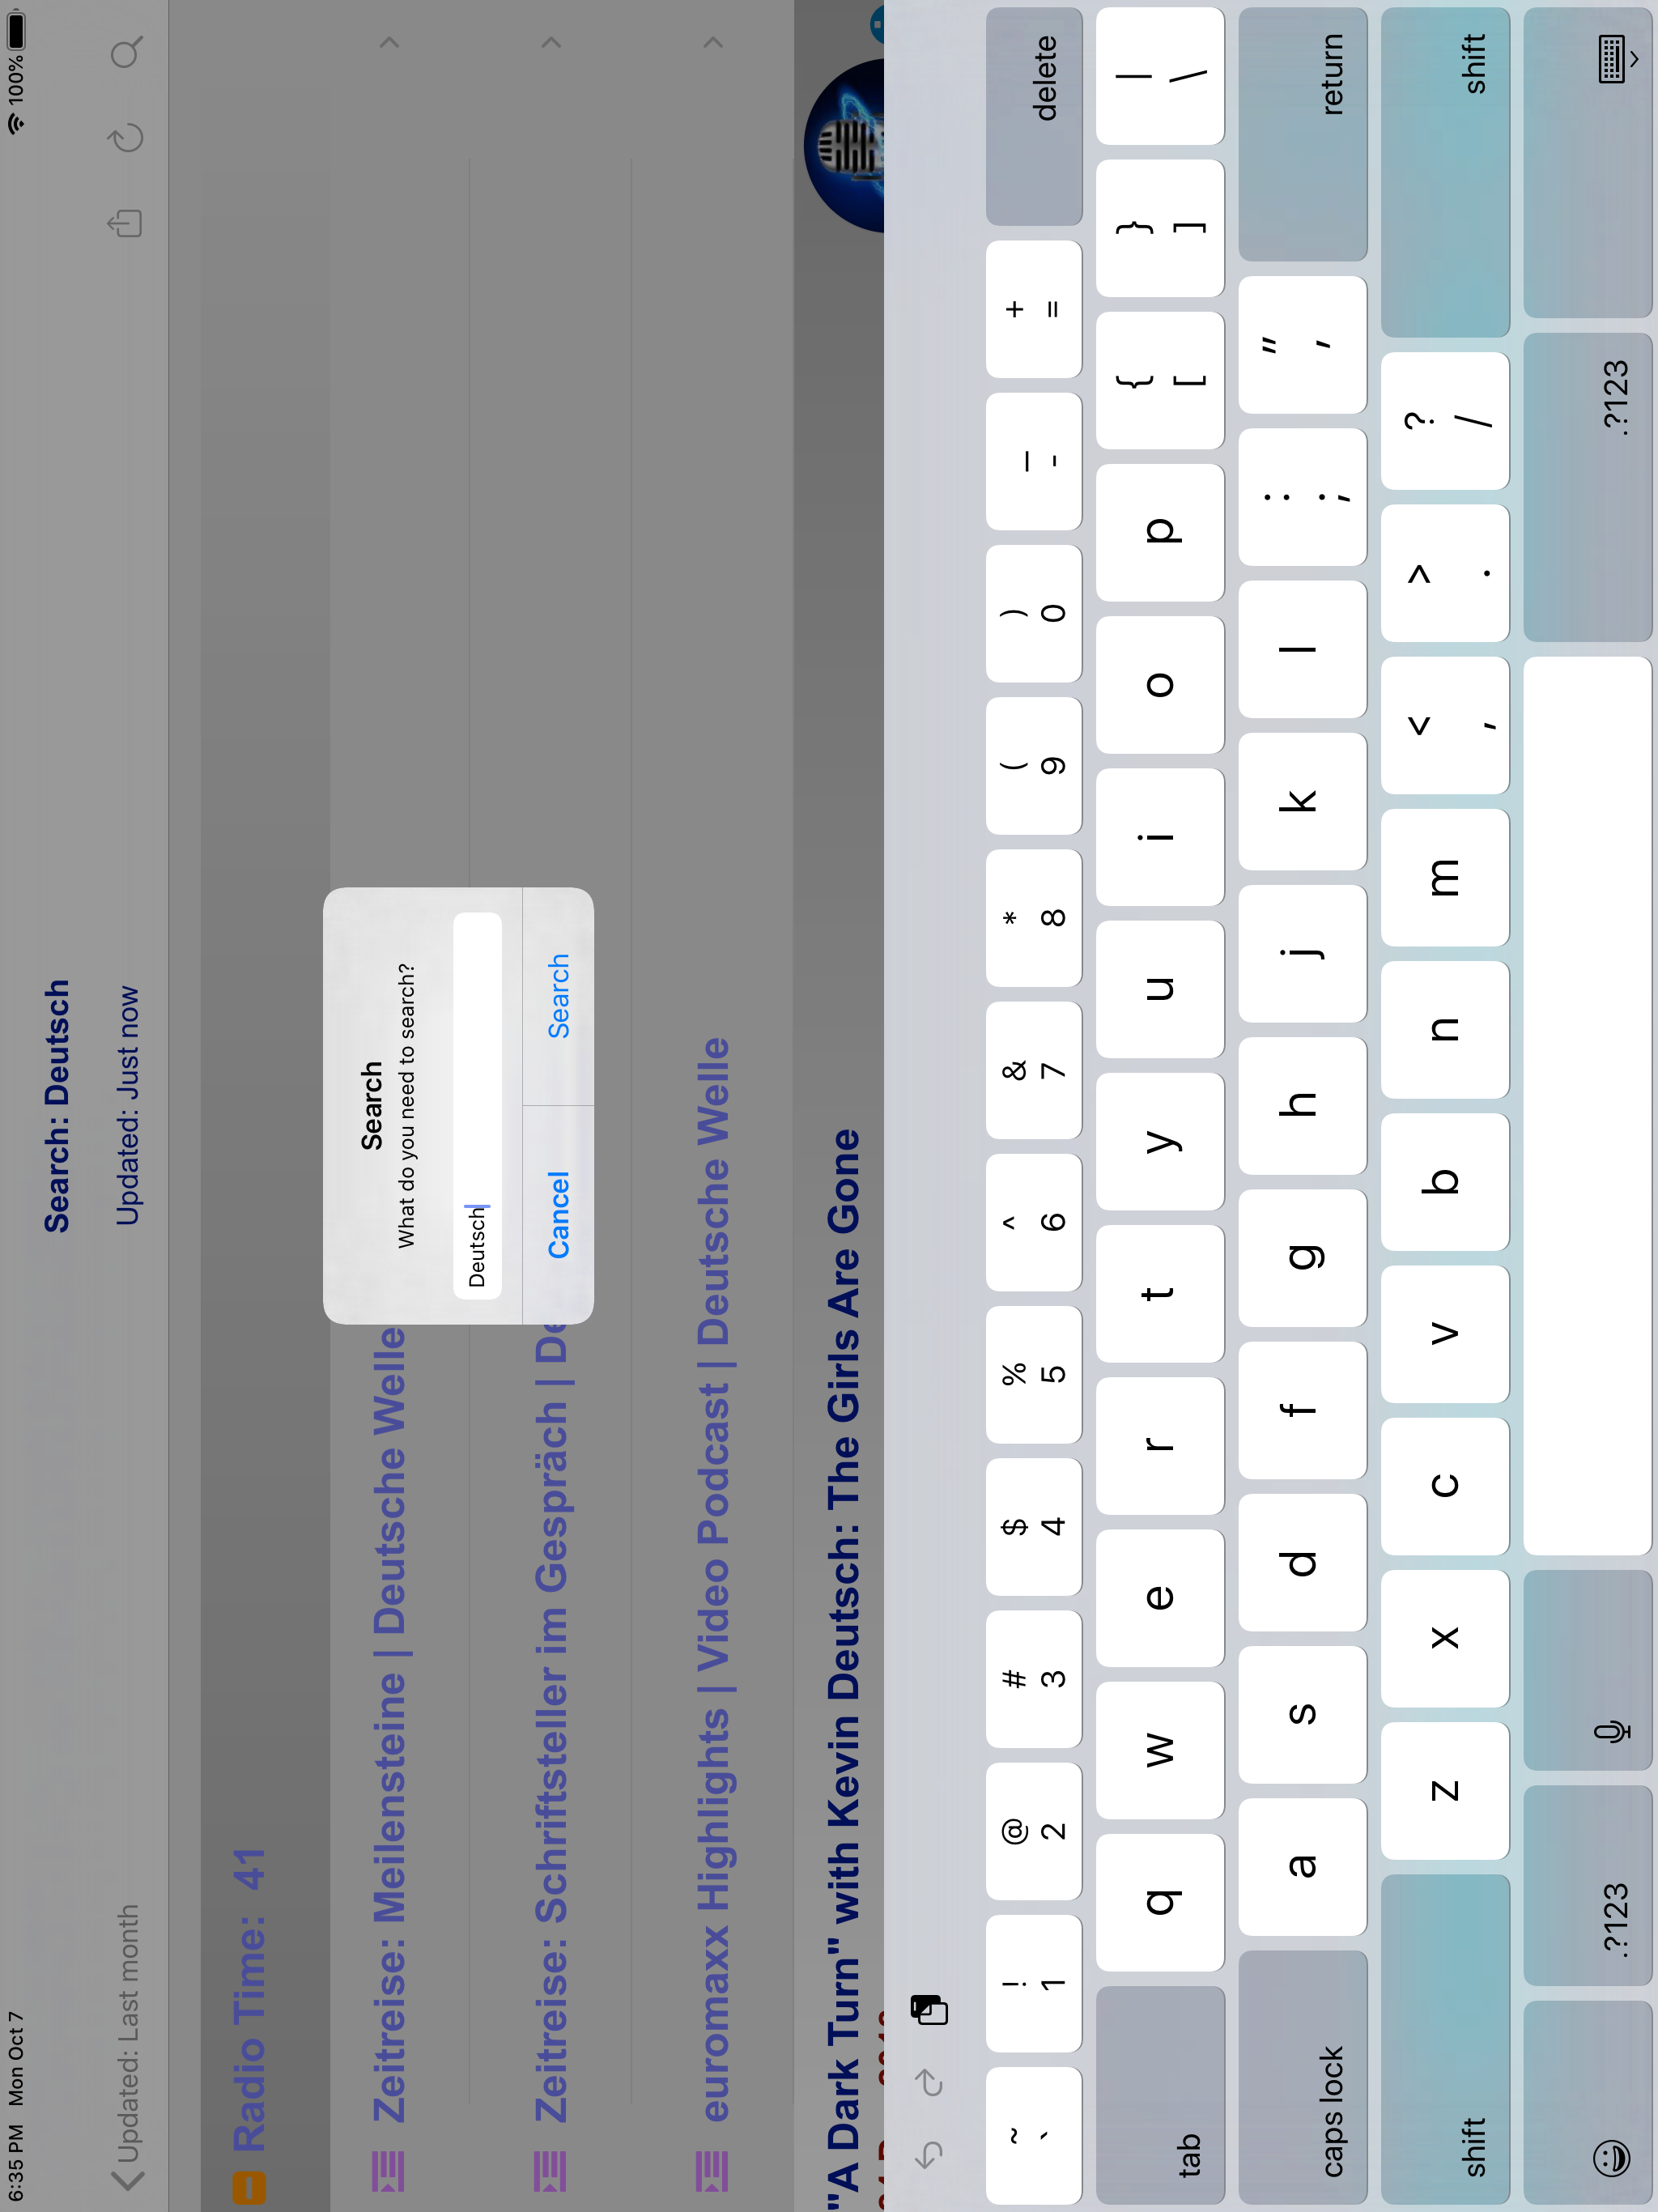 6:35 PM Mon Oct 7
100%
Search: Deutsch
Updated: Last month
Updated: Just now
Radio Time: 41
Zeitreise: Meilensteine | Deutsche Welle
Zeitreise: Schriftsteller im Gespräch | De
euromaxx Highlights | Video Podcast | Deutsche Welle
"A Dark Turn" with Kevin Deutsch: The Girls Are Gone
Search
What do you need to search?
Deutsch
Cancel Search
~ ! @ # $ % ^ & * ( ) _ +
` 1 2 3 4 5 6 7 8 9 0 - = delete
tab q w e r t y u i o p { [ } ] | \
caps lock a s d f g h j k l : ; " ' return
shift z x c v b n m < , > . ? / shift
.?123 .?123